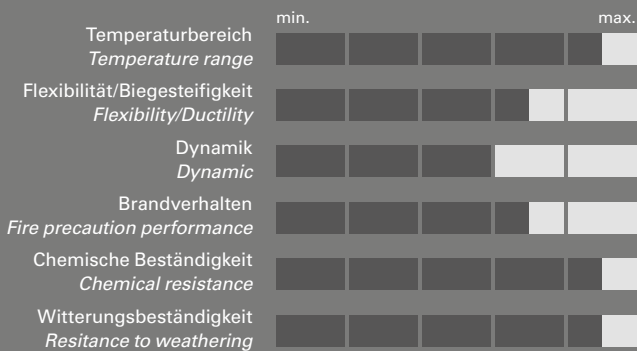 min. max.
Temperaturbereich
Temperature range
Flexibilität/Biegesteifigkeit
Flexibility/Ductility
Dynamik
Dynamic
Brandverhalten
Fire precaution performance
Chemische Beständigkeit
Chemical resistance
Witterungsbeständigkeit
Resitance to weathering